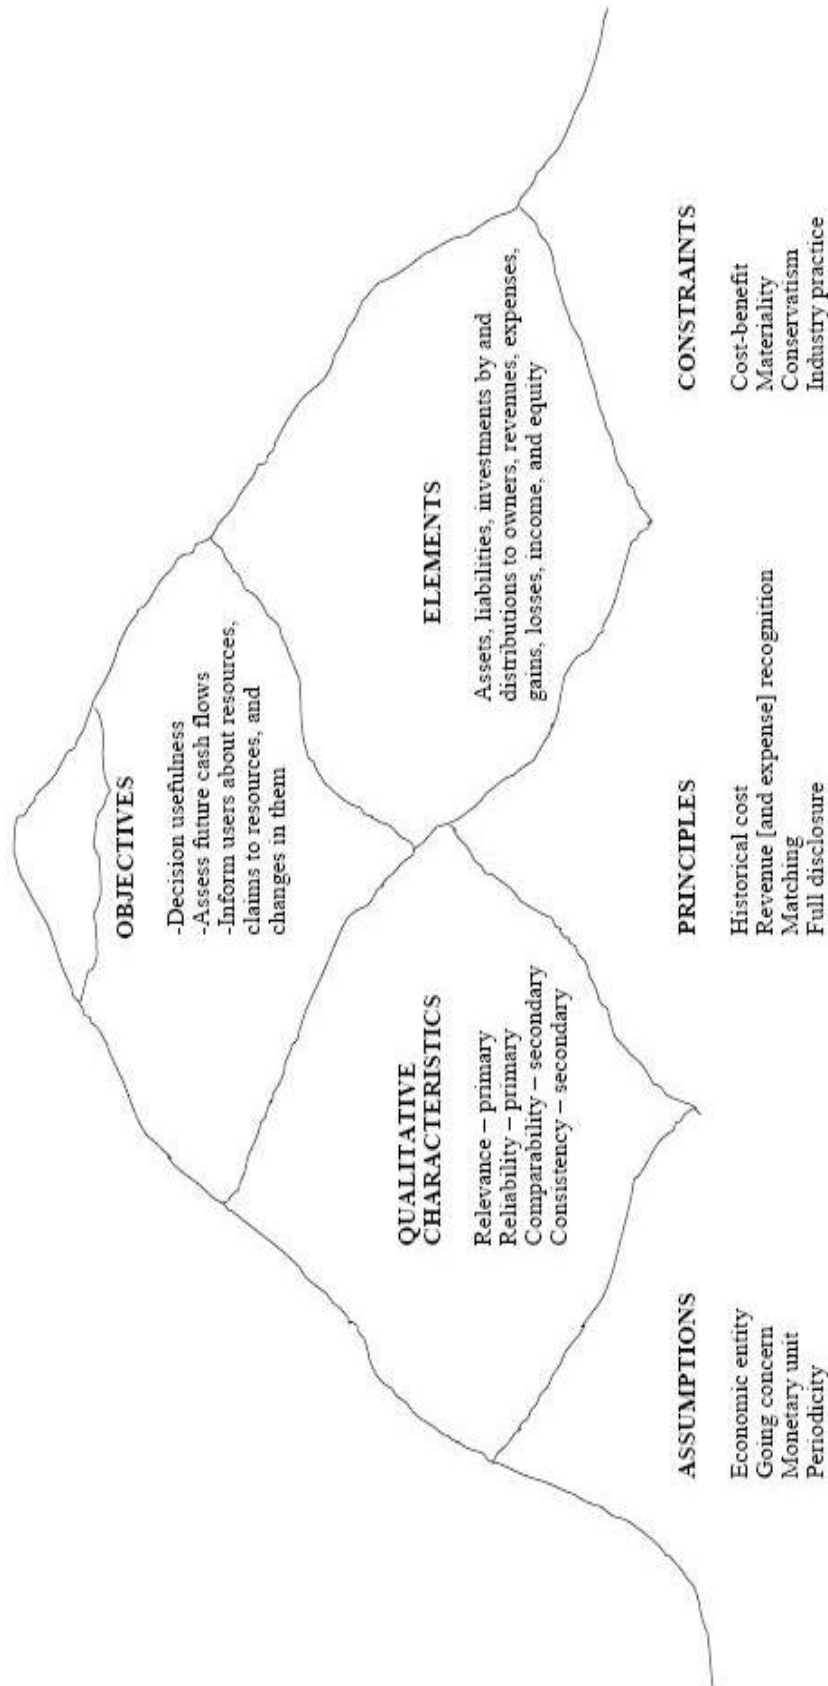 OBJECTIVES
-Decision usefulness
-Assess future cash flows
-Inform users about resources,
claims to resources, and
changes in them
QUALITATIVE
CHARACTERISTICS
Relevance – primary
Reliability – primary
Comparability – secondary
Consistency – secondary
ELEMENTS
Assets, liabilities, investments by and
distributions to owners, revenues, expenses,
gains, losses, income, and equity
ASSUMPTIONS
Economic entity
Going concern
Monetary unit
Periodicity
PRINCIPLES
Historical cost
Revenue [and expense] recognition
Matching
Full disclosure
CONSTRAINTS
Cost-benefit
Materiality
Conservatism
Industry practice